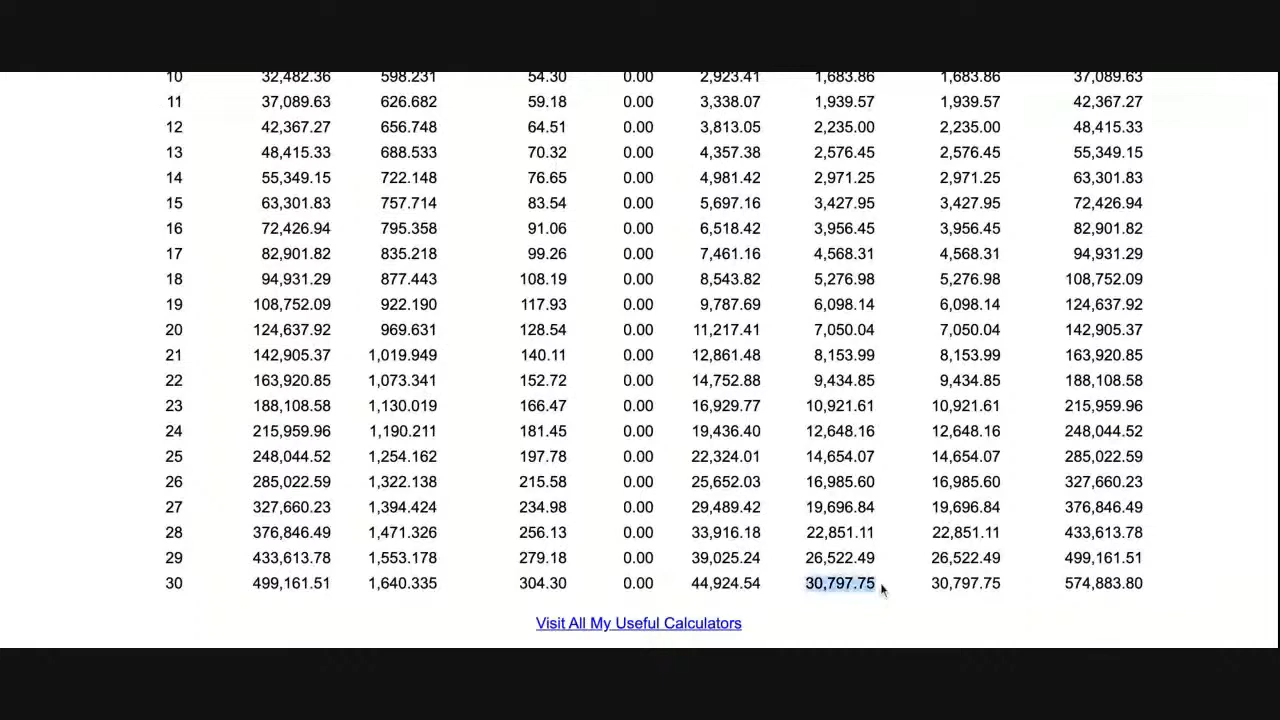 10 32,482.36 598.231 54.30 0.00 2,923.41 1,683.86 1,683.86 37,089.63
11 37,089.63 626.682 59.18 0.00 3,338.07 1,939.57 1,939.57 42,367.27
12 42,367.27 656.748 64.51 0.00 3,813.05 2,235.00 2,235.00 48,415.33
13 48,415.33 688.533 70.32 0.00 4,357.38 2,576.45 2,576.45 55,349.15
14 55,349.15 722.148 76.65 0.00 4,981.42 2,971.25 2,971.25 63,301.83
15 63,301.83 757.714 83.54 0.00 5,697.16 3,427.95 3,427.95 72,426.94
16 72,426.94 795.358 91.06 0.00 6,518.42 3,956.45 3,956.45 82,901.82
17 82,901.82 835.218 99.26 0.00 7,461.16 4,568.31 4,568.31 94,931.29
18 94,931.29 877.443 108.19 0.00 8,543.82 5,276.98 5,276.98 108,752.09
19 108,752.09 922.190 117.93 0.00 9,787.69 6,098.14 6,098.14 124,637.92
20 124,637.92 969.631 128.54 0.00 11,217.41 7,050.04 7,050.04 142,905.37
21 142,905.37 1,019.949 140.11 0.00 12,861.48 8,153.99 8,153.99 163,920.85
22 163,920.85 1,073.341 152.72 0.00 14,752.88 9,434.85 9,434.85 188,108.58
23 188,108.58 1,130.019 166.47 0.00 16,929.77 10,921.61 10,921.61 215,959.96
24 215,959.96 1,190.211 181.45 0.00 19,436.40 12,648.16 12,648.16 248,044.52
25 248,044.52 1,254.162 197.78 0.00 22,324.01 14,654.07 14,654.07 285,022.59
26 285,022.59 1,322.138 215.58 0.00 25,652.03 16,985.60 16,985.60 327,660.23
27 327,660.23 1,394.424 234.98 0.00 29,489.42 19,696.84 19,696.84 376,846.49
28 376,846.49 1,471.326 256.13 0.00 33,916.18 22,851.11 22,851.11 433,613.78
29 433,613.78 1,553.178 279.18 0.00 39,025.24 26,522.49 26,522.49 499,161.51
30 499,161.51 1,640.335 304.30 0.00 44,924.54 30,797.75 30,797.75 574,883.80
Visit All My Useful Calculators